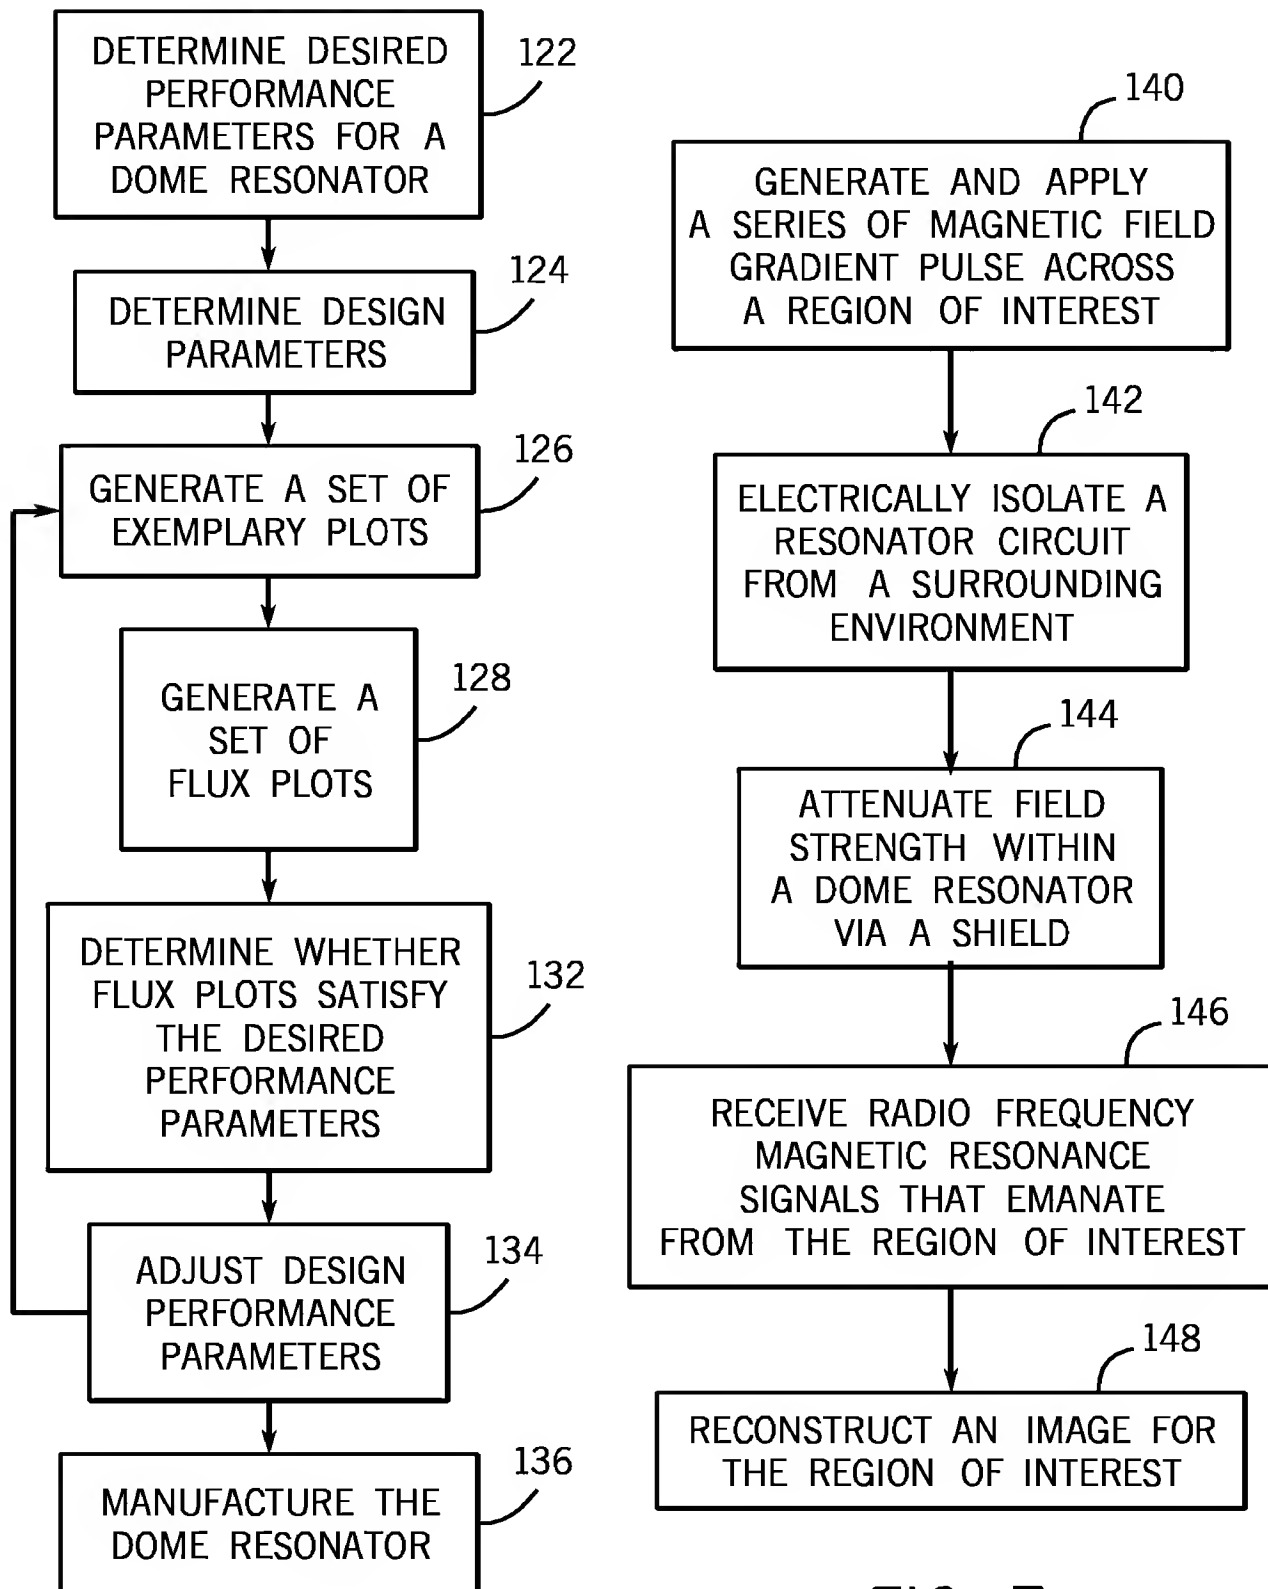 DETERMINE DESIRED
PERFORMANCE
PARAMETERS FOR A
DOME RESONATOR
122
DETERMINE DESIGN
PARAMETERS
124
GENERATE A SET OF
EXEMPLARY PLOTS
126
GENERATE A
SET OF
FLUX PLOTS
128
DETERMINE WHETHER
FLUX PLOTS SATISFY
THE DESIRED
PERFORMANCE
PARAMETERS
132
ADJUST DESIGN
PERFORMANCE
PARAMETERS
134
MANUFACTURE THE
DOME RESONATOR
136
140
GENERATE AND APPLY
A SERIES OF MAGNETIC FIELD
GRADIENT PULSE ACROSS
A REGION OF INTEREST
142
ELECTRICALLY ISOLATE A
RESONATOR CIRCUIT
FROM A SURROUNDING
ENVIRONMENT
144
ATTENUATE FIELD
STRENGTH WITHIN
A DOME RESONATOR
VIA A SHIELD
146
RECEIVE RADIO FREQUENCY
MAGNETIC RESONANCE
SIGNALS THAT EMANATE
FROM THE REGION OF INTEREST
148
RECONSTRUCT AN IMAGE FOR
THE REGION OF INTEREST